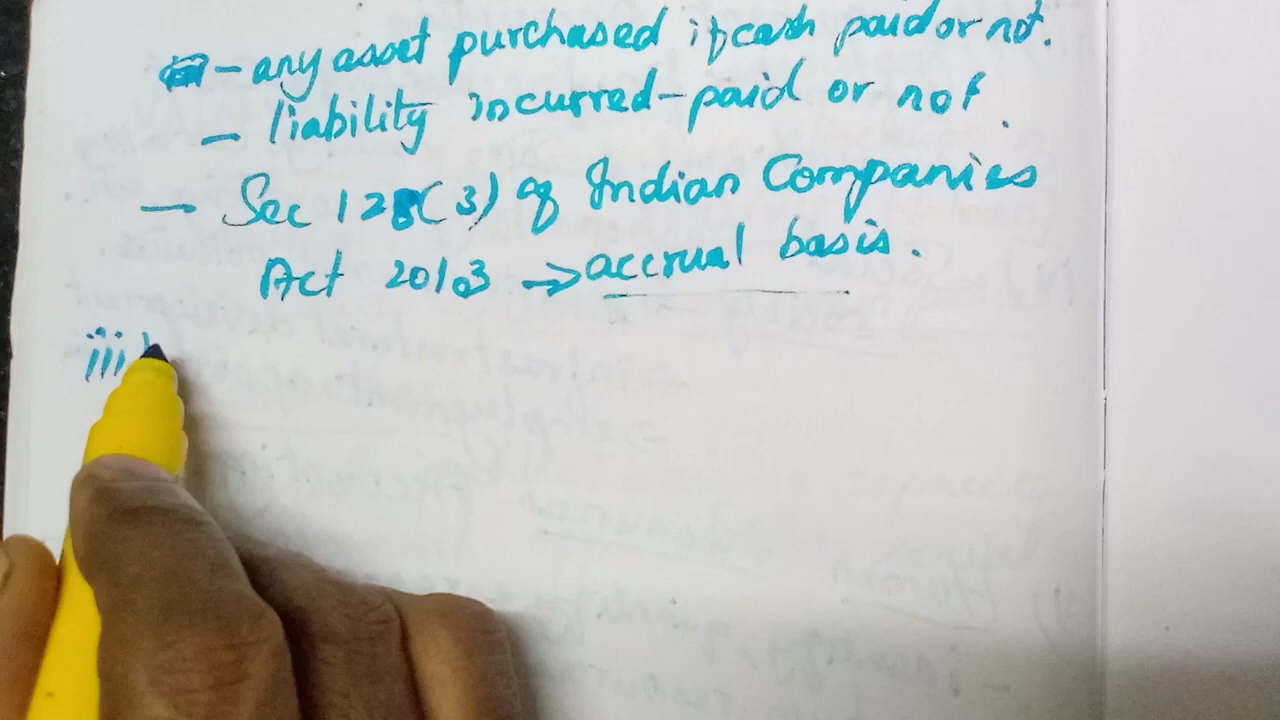 - any asset purchased if cash paid or not.
- liability incurred - paid or not.
- Sec 128(3) of Indian Companies
Act 2013 → accrual basis.
iii)